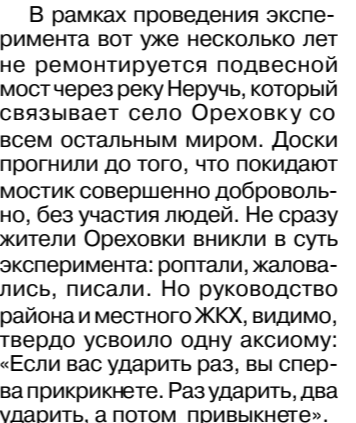 В рамках проведения экспе-
римента вот уже несколько лет
не ремонтируется подвесной
мост через реку Неручь, который
связывает село Ореховку со
всем остальным миром. Доски
прогнили до того, что покидают
мостик совершенно доброволь-
но, без участия людей. Не сразу
жители Ореховки вникли в суть
эксперимента: роптали, жалова-
лись, писали. Но руководство
района и местного ЖКХ, видимо,
твердо усвоило одну аксиому:
«Если вас ударить раз, вы спер-
ва прикрикнете. Раз ударить, два
ударить, а потом привыкнете».